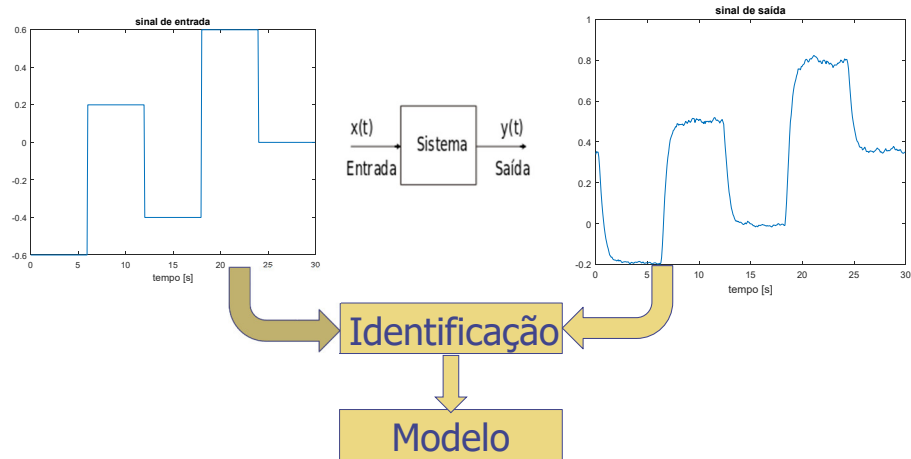 sinal de entrada
0.6
0.4
0.2
0
-0.2
-0.4
-0.6
0 5 10 15 20 25 30
tempo [s]
x(t)
Entrada
Sistema
y(t)
Saída
sinal de saída
1
0.8
0.6
0.4
0.2
0
-0.2
0 5 10 15 20 25 30
tempo [s]
Identificação
Modelo